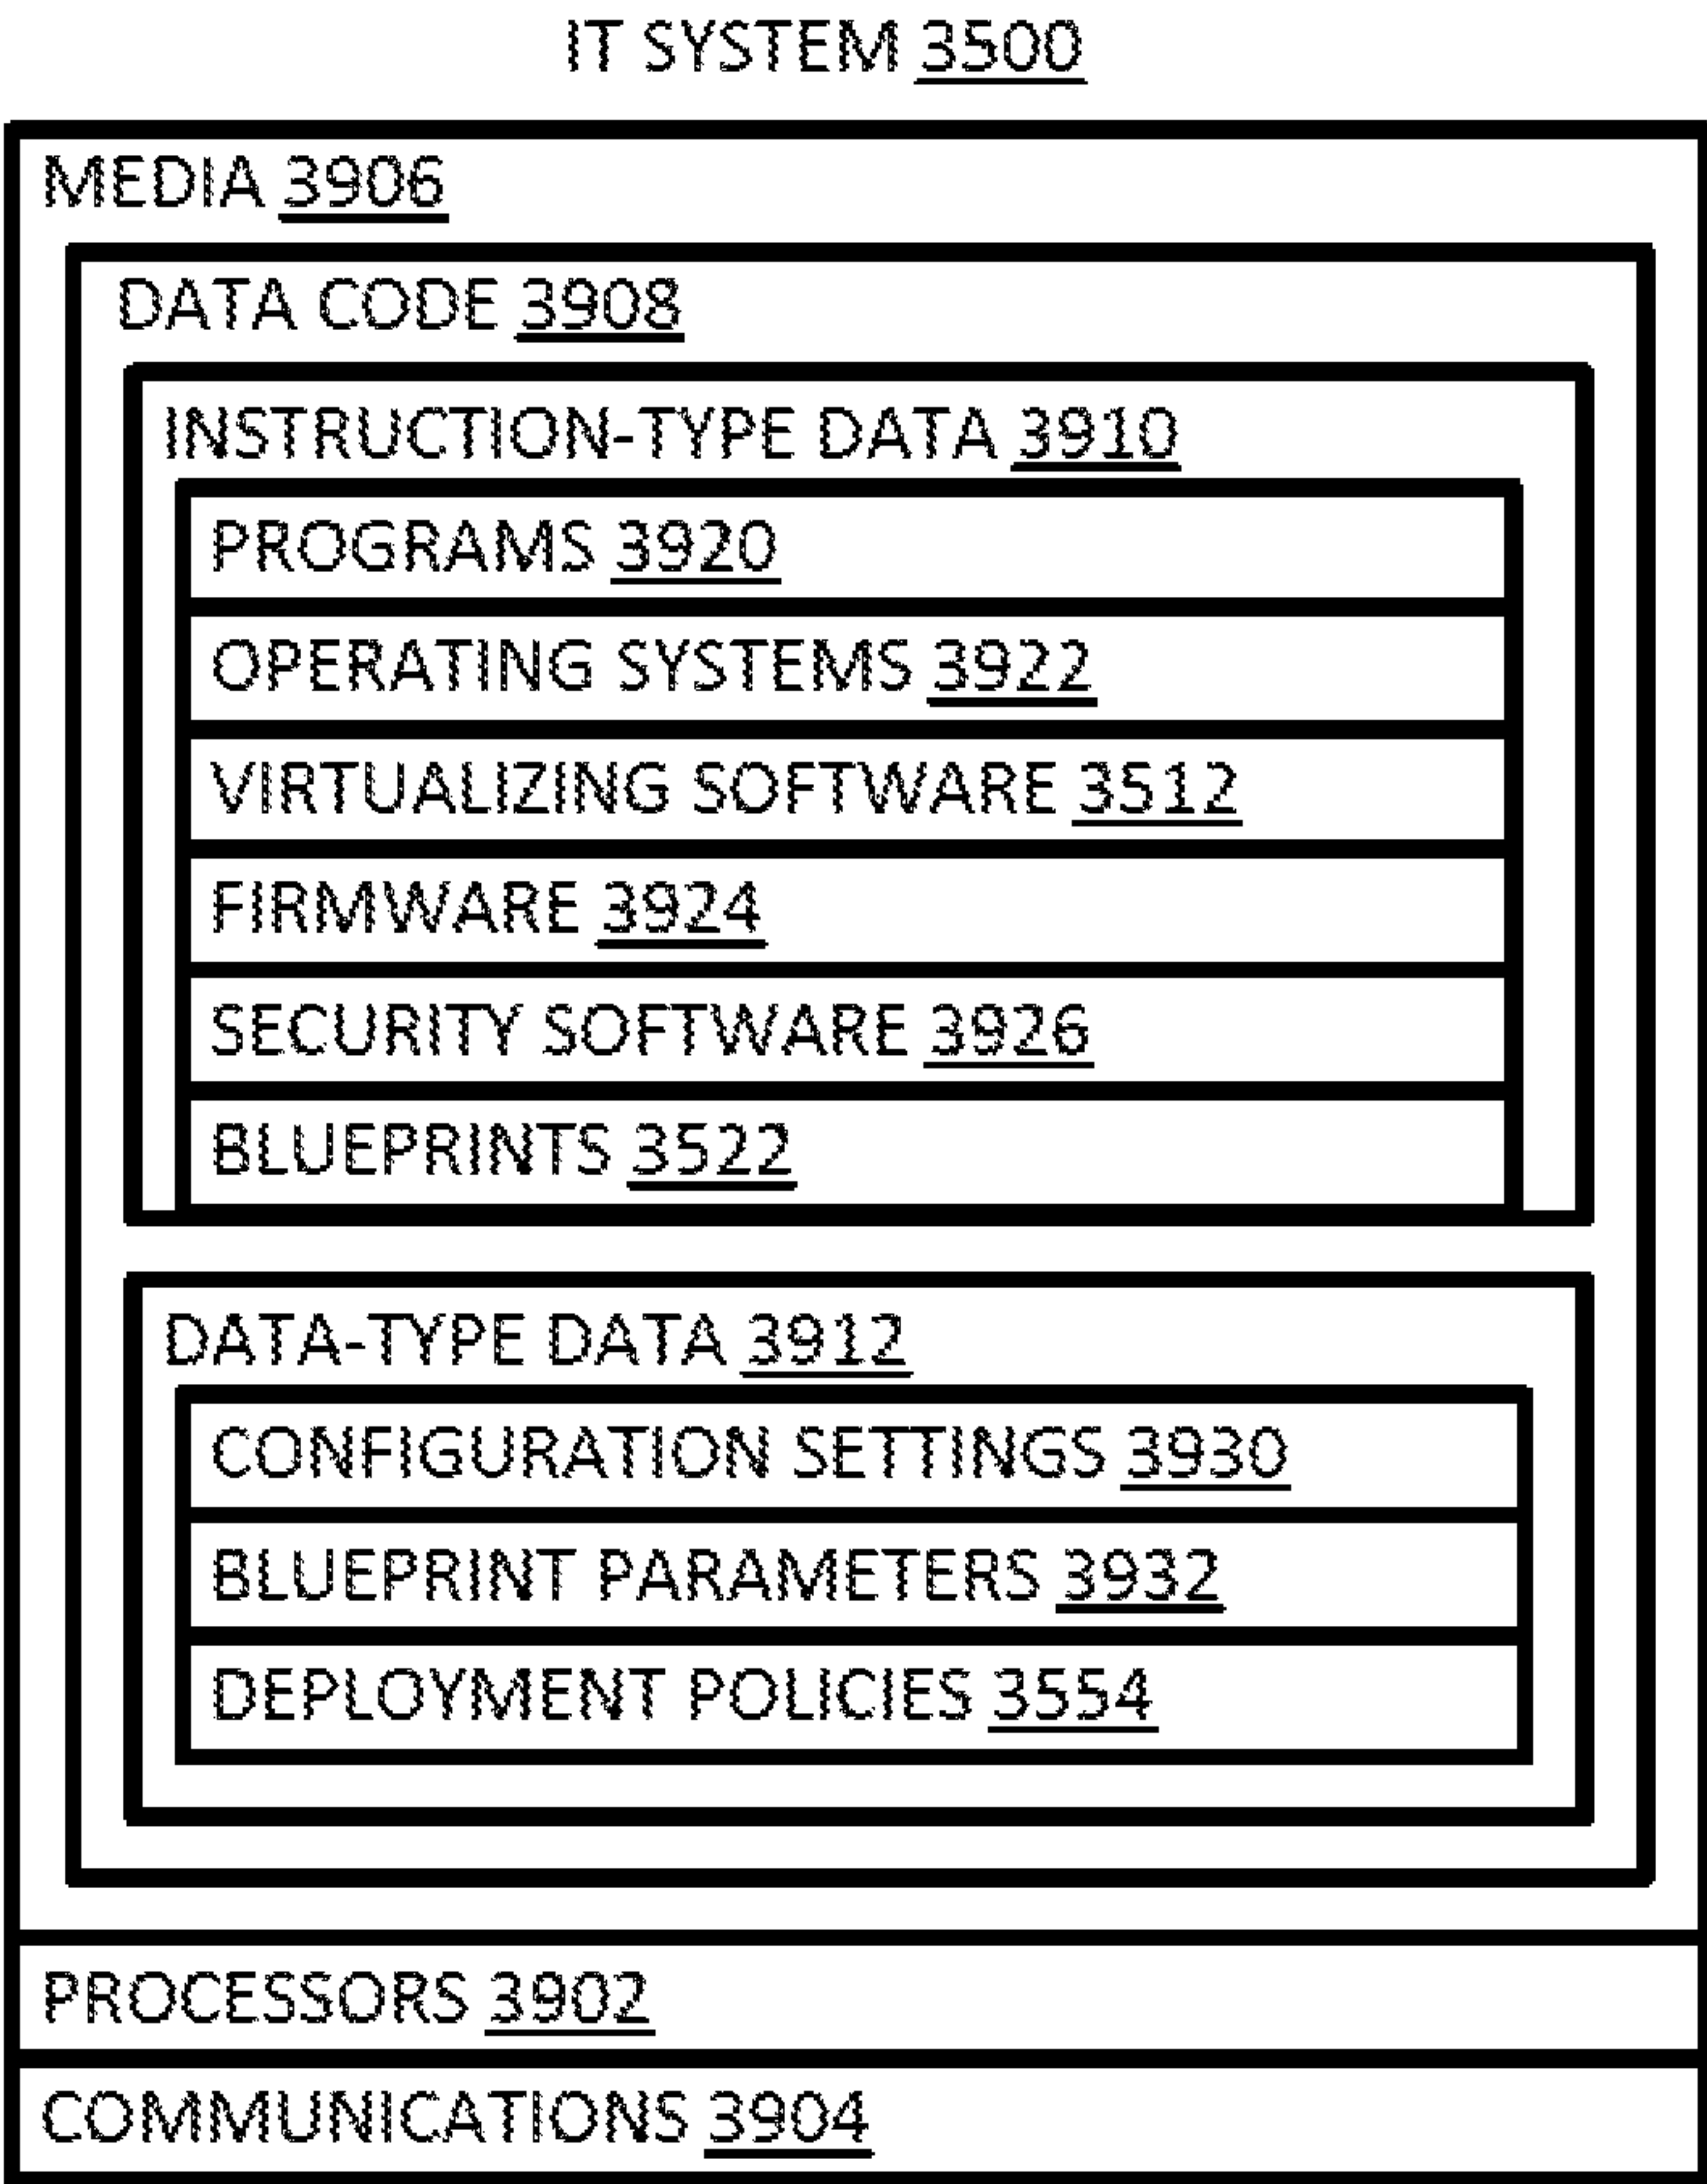 IT SYSTEM 3500
MEDIA 3906
DATA CODE 3908
INSTRUCTION-TYPE DATA 3910
PROGRAMS 3920
OPERATING SYSTEMS 3922
VIRTUALIZING SOFTWARE 3512
FIRMWARE 3924
SECURITY SOFTWARE 3926
BLUEPRINTS 3522
DATA-TYPE DATA 3912
CONFIGURATION SETTINGS 3930
BLUEPRINT PARAMETERS 3932
DEPLOYMENT POLICIES 3554
PROCESSORS 3902
COMMUNICATIONS 3904